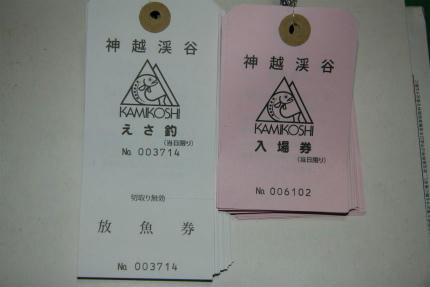 神越渓谷
KAMIKOSHI
えさ釣
(当日限り)
No. 003714
切取り無効
放魚券
No. 003714
神越渓谷
KAMIKOSHI
入場券
(当日限り)
No. 006102